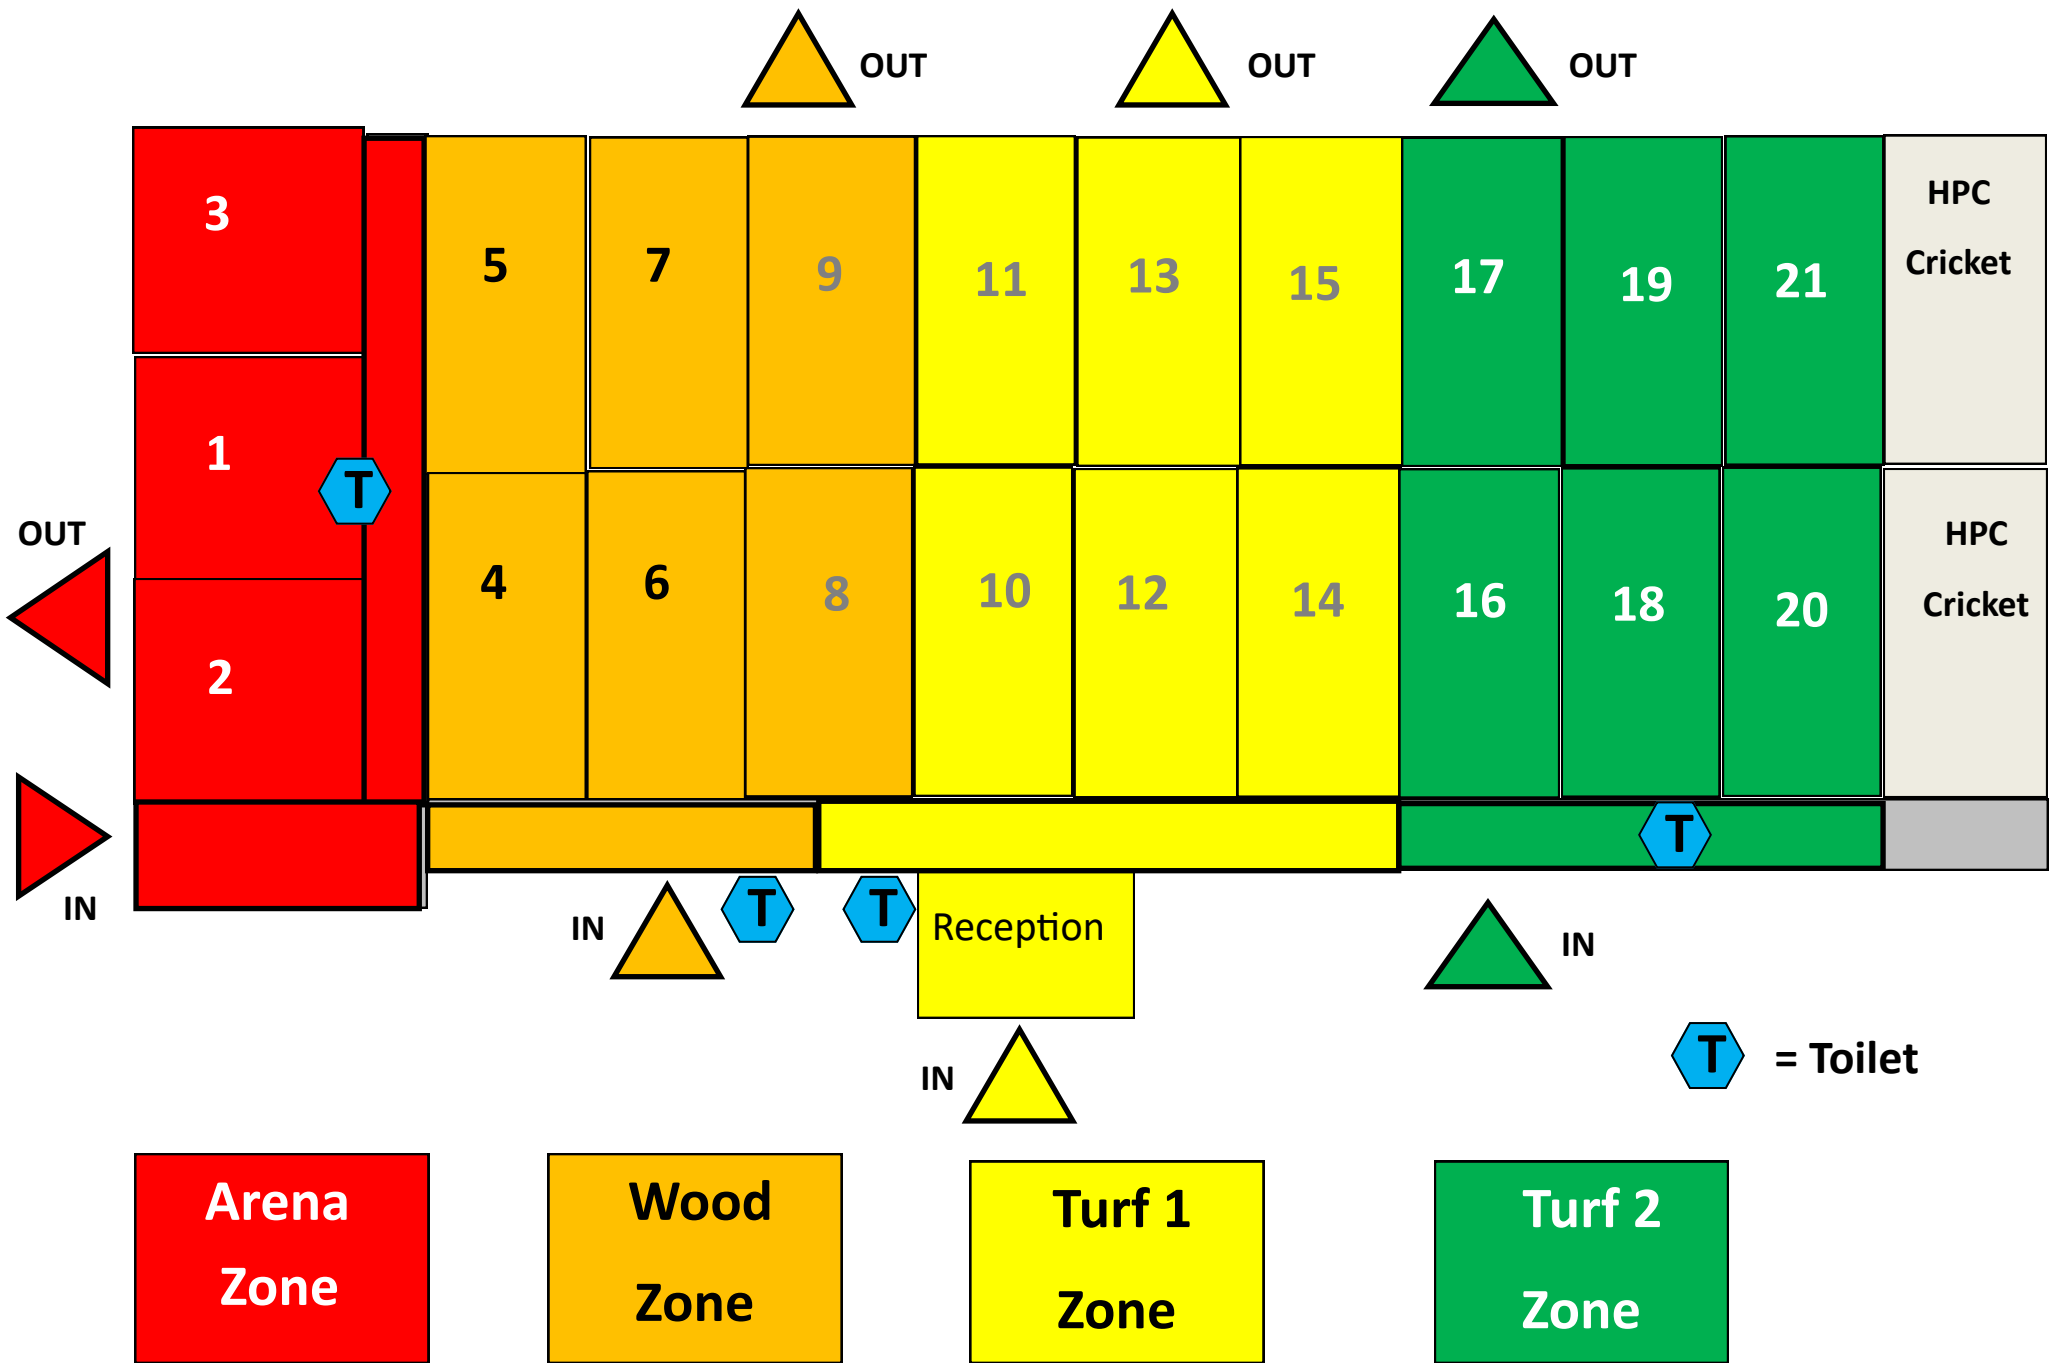 OUT
OUT
OUT
3
5
7
9
11
13
15
17
19
21
HPC
Cricket
1
T
OUT
2
4
6
8
10
12
14
16
18
20
HPC
Cricket
IN
T
IN
T
T
Reception
IN
IN
T = Toilet
Arena
Zone
Wood
Zone
Turf 1
Zone
Turf 2
Zone